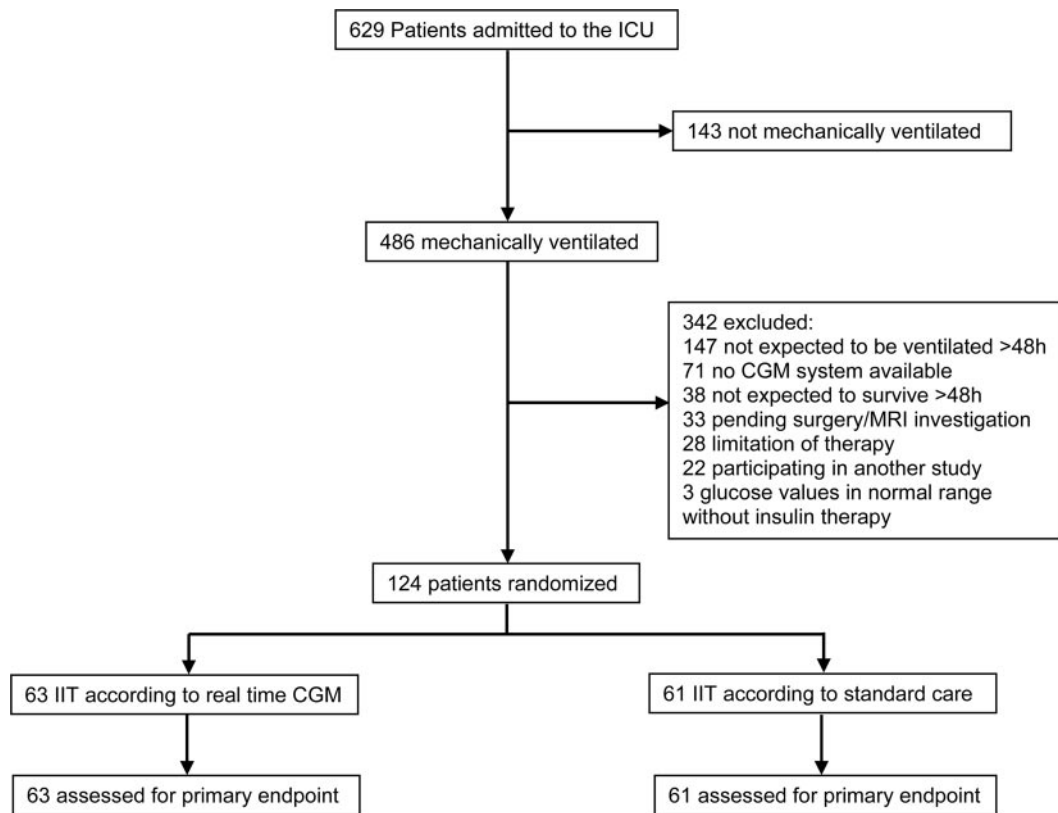 629 Patients admitted to the ICU
143 not mechanically ventilated
486 mechanically ventilated
342 excluded:
147 not expected to be ventilated >48h
71 no CGM system available
38 not expected to survive >48h
33 pending surgery/MRI investigation
28 limitation of therapy
22 participating in another study
3 glucose values in normal range
without insulin therapy
124 patients randomized
63 IIT according to real time CGM
61 IIT according to standard care
63 assessed for primary endpoint
61 assessed for primary endpoint